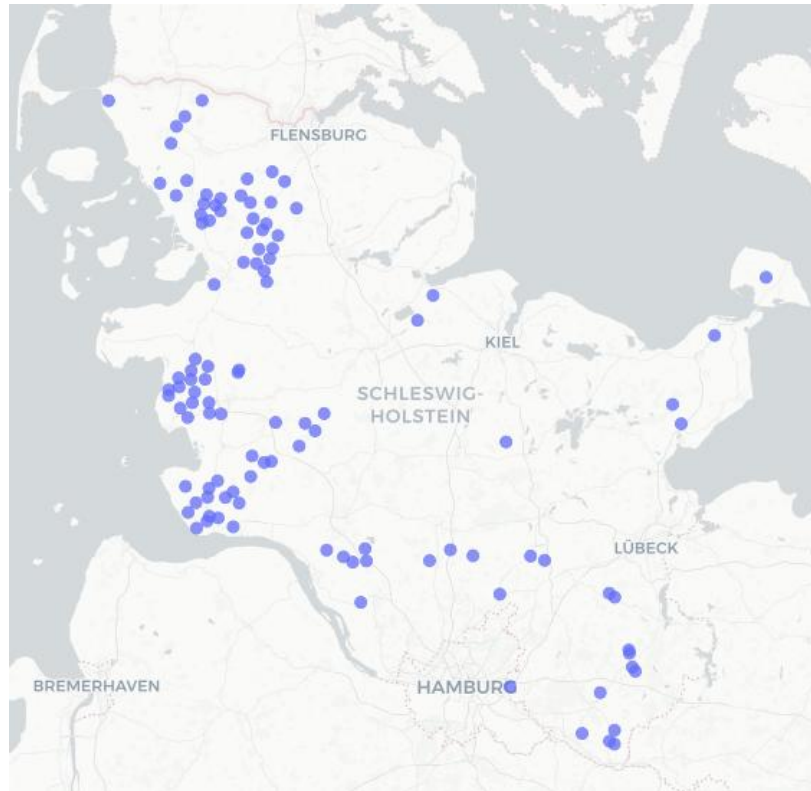 FLENSBURG
KIEL
SCHLESWIG-
HOLSTEIN
LÜBECK
BREMERHAVEN
HAMBURG